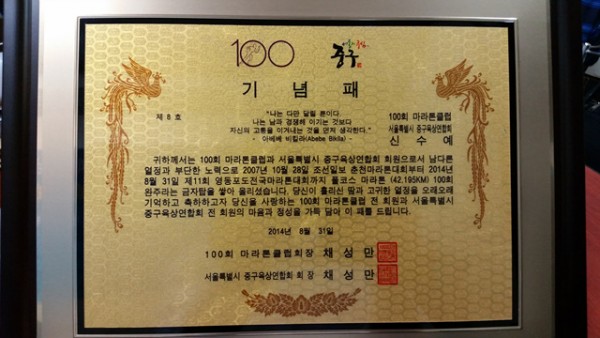 100
중구
기념패
제 8 호
"나는 다만 달릴 뿐이다.
나는 남과 경쟁해 이기는 것보다
자신의 고통을 이겨내는 것을 먼저 생각한다."
- 아베베 비킬라(Abebe Bikila) -
100회 마라톤클럽
서울특별시 중구육상연합회
신수예
귀하께서는 100회 마라톤클럽과 서울특별시 중구육상연합회 회원으로서 남다른
열정과 부단한 노력으로 2007년 10월 28일 조선일보 춘천마라톤대회부터 2014년
8월 31일 제11회 영동포도전국마라톤대회까지 풀코스 마라톤 (42.195KM) 100회
완주라는 금자탑을 쌓아 올리셨습니다. 당신이 흘리신 땀과 고귀한 열정을 오래오래
기억하고 축하하고자 당신을 사랑하는 100회 마라톤클럽 전 회원과 서울특별시
중구육상연합회 전 회원의 마음과 정성을 가득 담아 이 패를 드립니다.
2014년 8월 31일
100회 마라톤클럽회장 채성만
서울특별시 중구육상연합회 회장 채성만